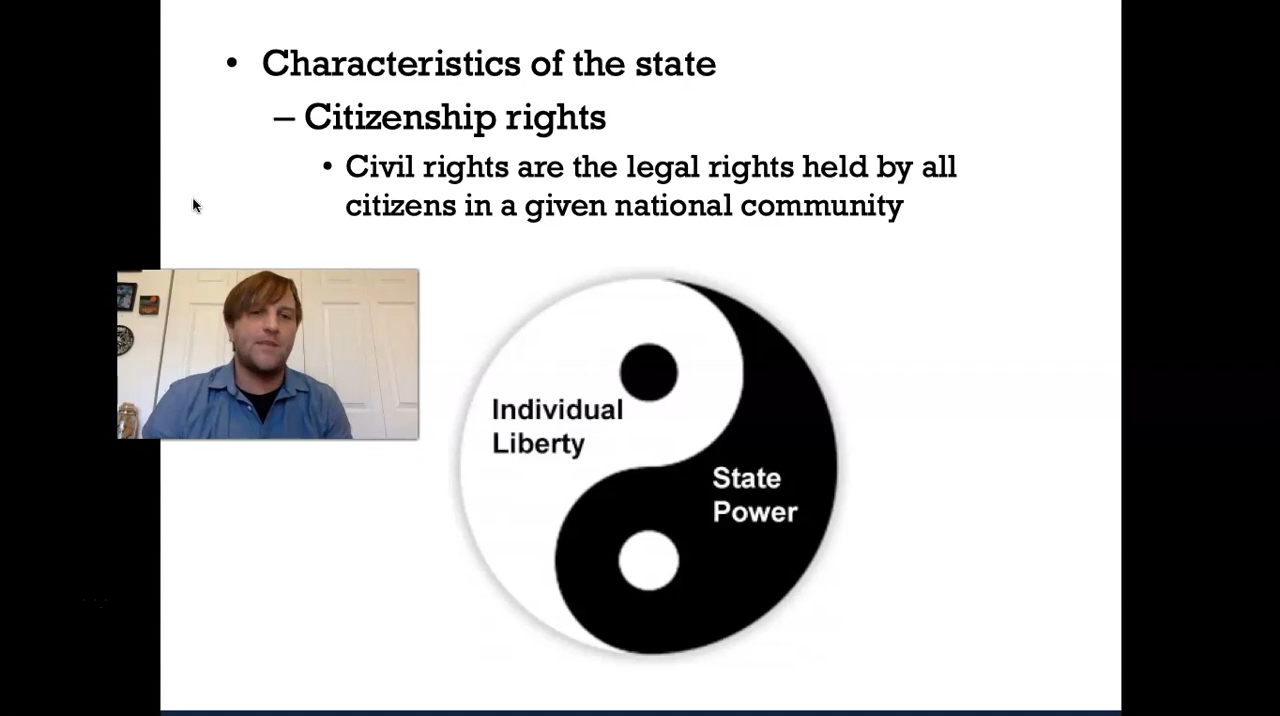 • Characteristics of the state
– Citizenship rights
• Civil rights are the legal rights held by all
citizens in a given national community
Individual
Liberty
State
Power